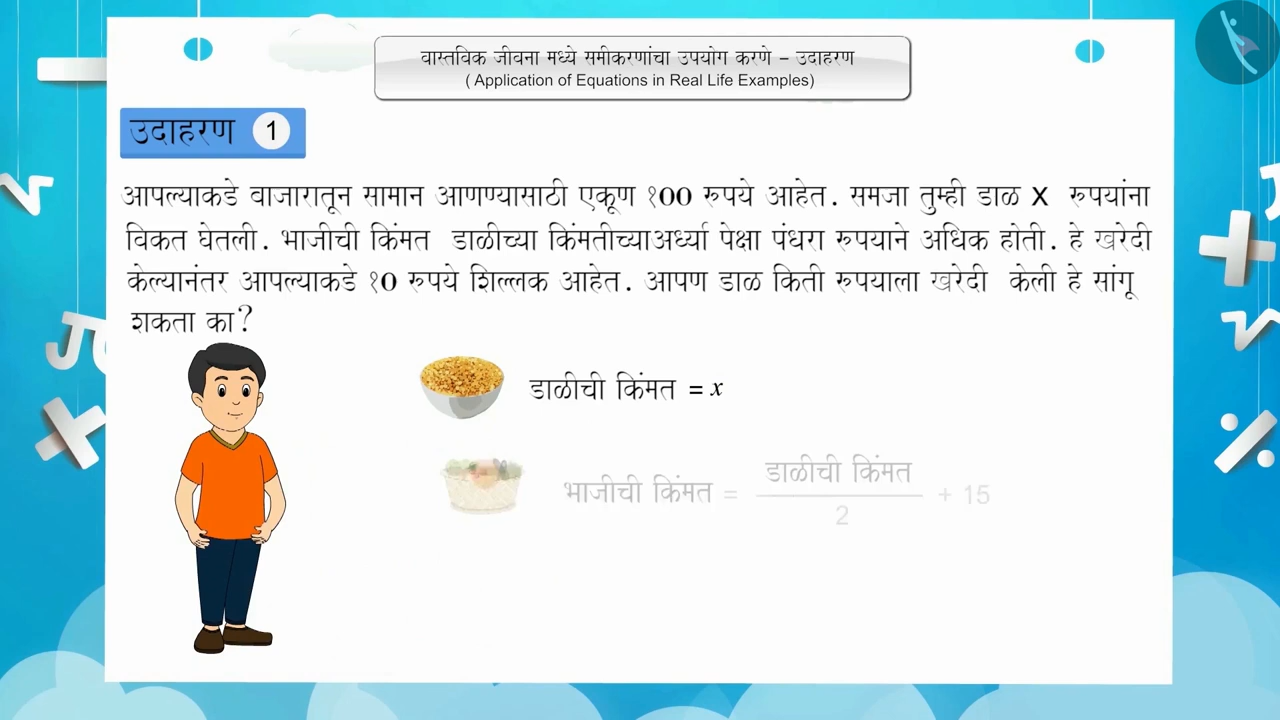 वास्तविक जीवना मध्ये समीकरणांचा उपयोग करणे – उदाहरण
( Application of Equations in Real Life Examples)
उदाहरण 1
आपल्याकडे वाजारातून सामान आणण्यासाठी एकूण १00 रुपये आहेत. समजा तुम्ही डाळ x रुपयांना
विकत घेतली. भाजीची किंमत डाळीच्या किंमतीच्याअर्ध्या पेक्षा पंधरा रुपयाने अधिक होती. हे खरेदी
केल्यानंतर आपल्याकडे १0 रुपये शिल्लक आहेत. आपण डाळ किती रुपयाला खरेदी केली हे सांगू
शकता का?
डाळीची किंमत = x
भाजीची किंमत = डाळीची किंमत / 2 + 15